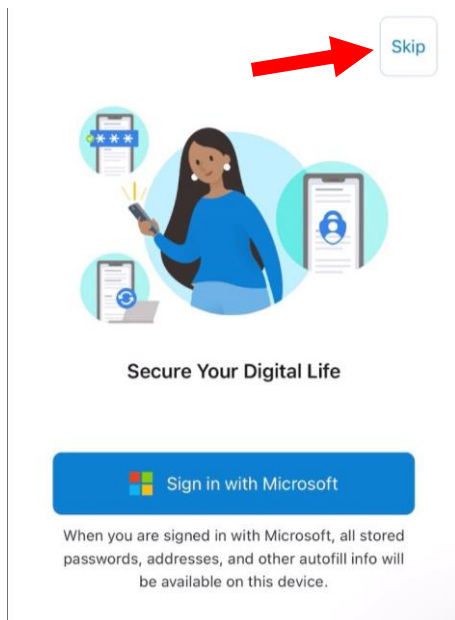 Skip
* * *
Secure Your Digital Life
Sign in with Microsoft
When you are signed in with Microsoft, all stored
passwords, addresses, and other autofill info will
be available on this device.